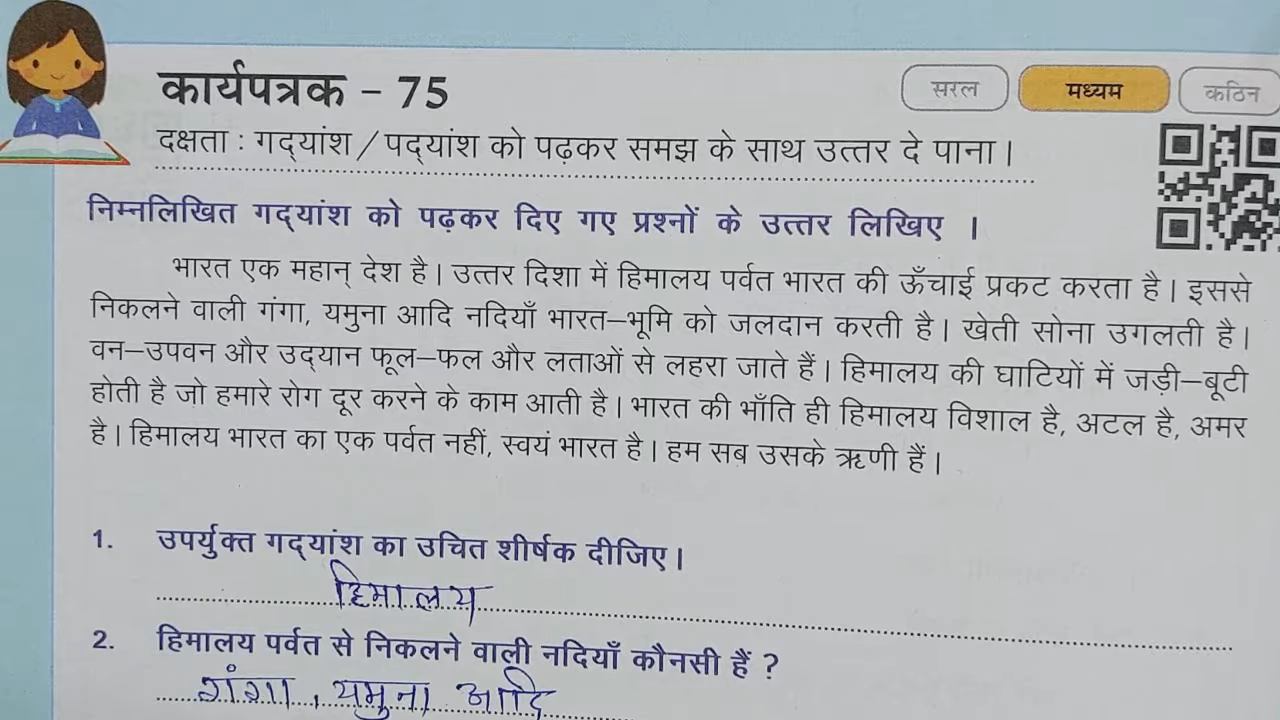 कार्यपत्रक - 75
सरल
मध्यम
कठिन
दक्षता : गद्यांश / पद्यांश को पढ़कर समझ के साथ उत्तर दे पाना।
निम्नलिखित गद्यांश को पढ़कर दिए गए प्रश्नों के उत्तर लिखिए ।
भारत एक महान् देश है। उत्तर दिशा में हिमालय पर्वत भारत की ऊँचाई प्रकट करता है। इससे
निकलने वाली गंगा, यमुना आदि नदियाँ भारत–भूमि को जलदान करती है। खेती सोना उगलती है।
वन–उपवन और उद्यान फूल–फल और लताओं से लहरा जाते हैं। हिमालय की घाटियों में जड़ी–बूटी
होती है जो हमारे रोग दूर करने के काम आती है। भारत की भाँति ही हिमालय विशाल है, अटल है, अमर
है। हिमालय भारत का एक पर्वत नहीं, स्वयं भारत है। हम सब उसके ऋणी हैं।
1. उपर्युक्त गद्यांश का उचित शीर्षक दीजिए।
हिमालय
2. हिमालय पर्वत से निकलने वाली नदियाँ कौनसी हैं ?
गंगा, यमुना आदि